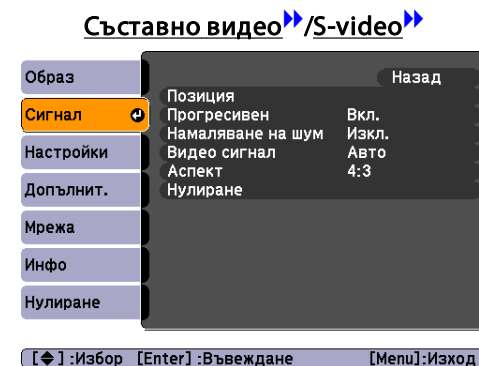 Съставно видео/S-video
Образ
Сигнал
Настройки
Допълнит.
Мрежа
Инфо
Нулиране
Назад
Позиция
Прогресивен Вкл.
Намаляване на шум Изкл.
Видео сигнал Авто
Аспект 4:3
Нулиране
[◆] :Избор [Enter] :Въвеждане [Menu]:Изход